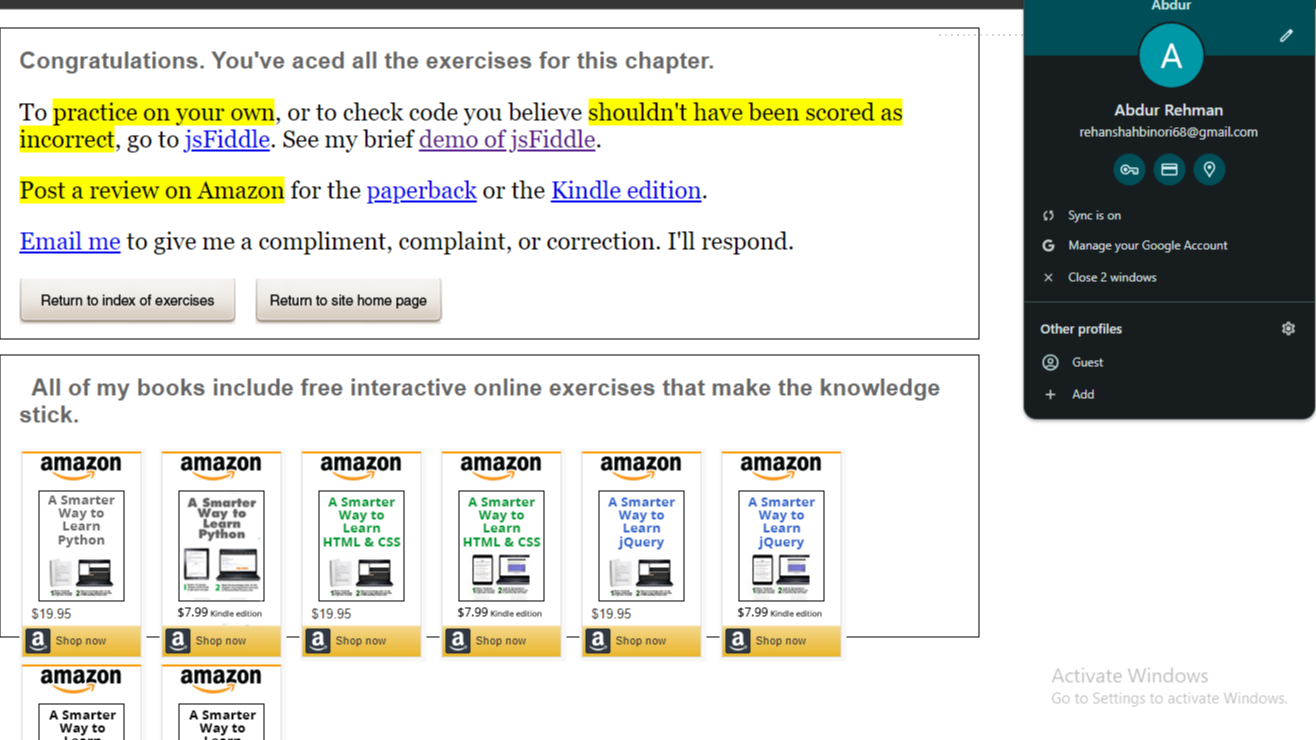 Congratulations. You've aced all the exercises for this chapter.
To practice on your own, or to check code you believe shouldn't have been scored as
incorrect, go to jsFiddle. See my brief demo of jsFiddle.
Post a review on Amazon for the paperback or the Kindle edition.
Email me to give me a compliment, complaint, or correction. I'll respond.
Return to index of exercises
Return to site home page
All of my books include free interactive online exercises that make the knowledge
stick.
amazon
A Smarter
Way to
Learn
Python
$19.95
a Shop now
amazon
A Smarter
Way to
Learn
Python
$7.99 Kindle edition
a Shop now
amazon
A Smarter
Way to
Learn
HTML & CSS
$19.95
a Shop now
amazon
A Smarter
Way to
Learn
HTML & CSS
$7.99 Kindle edition
a Shop now
amazon
A Smarter
Way to
Learn
jQuery
$19.95
a Shop now
amazon
A Smarter
Way to
Learn
jQuery
$7.99 Kindle edition
a Shop now
amazon
A Smarter
Way to
Learn
amazon
A Smarter
Way to
Learn
Abdur
A
Abdur Rehman
rehanshahbinori68@gmail.com
Sync is on
G Manage your Google Account
Close 2 windows
Other profiles
Guest
Add
Activate Windows
Go to Settings to activate Windows.